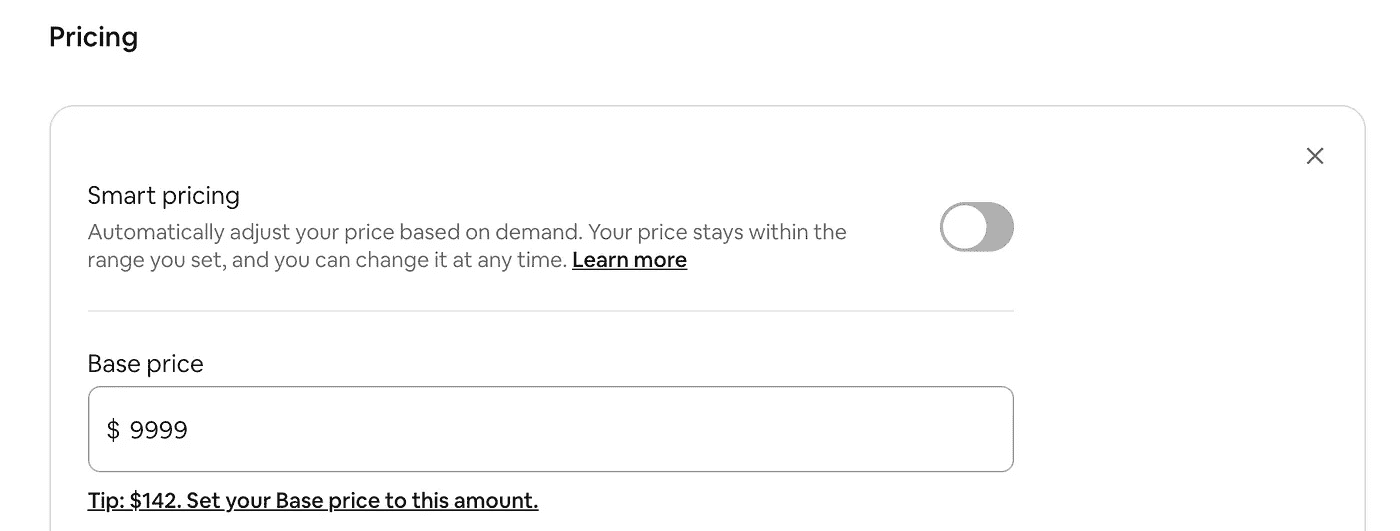 Pricing
Smart pricing
Automatically adjust your price based on demand. Your price stays within the
range you set, and you can change it at any time. Learn more
Base price
$ 9999
Tip: $142. Set your Base price to this amount.